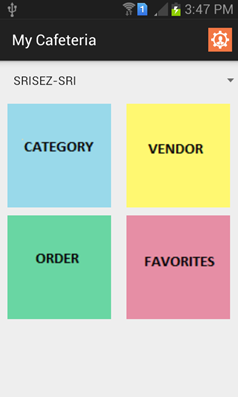 3:47 PM
My Cafeteria
SRISEZ-SRI
CATEGORY
VENDOR
ORDER
FAVORITES